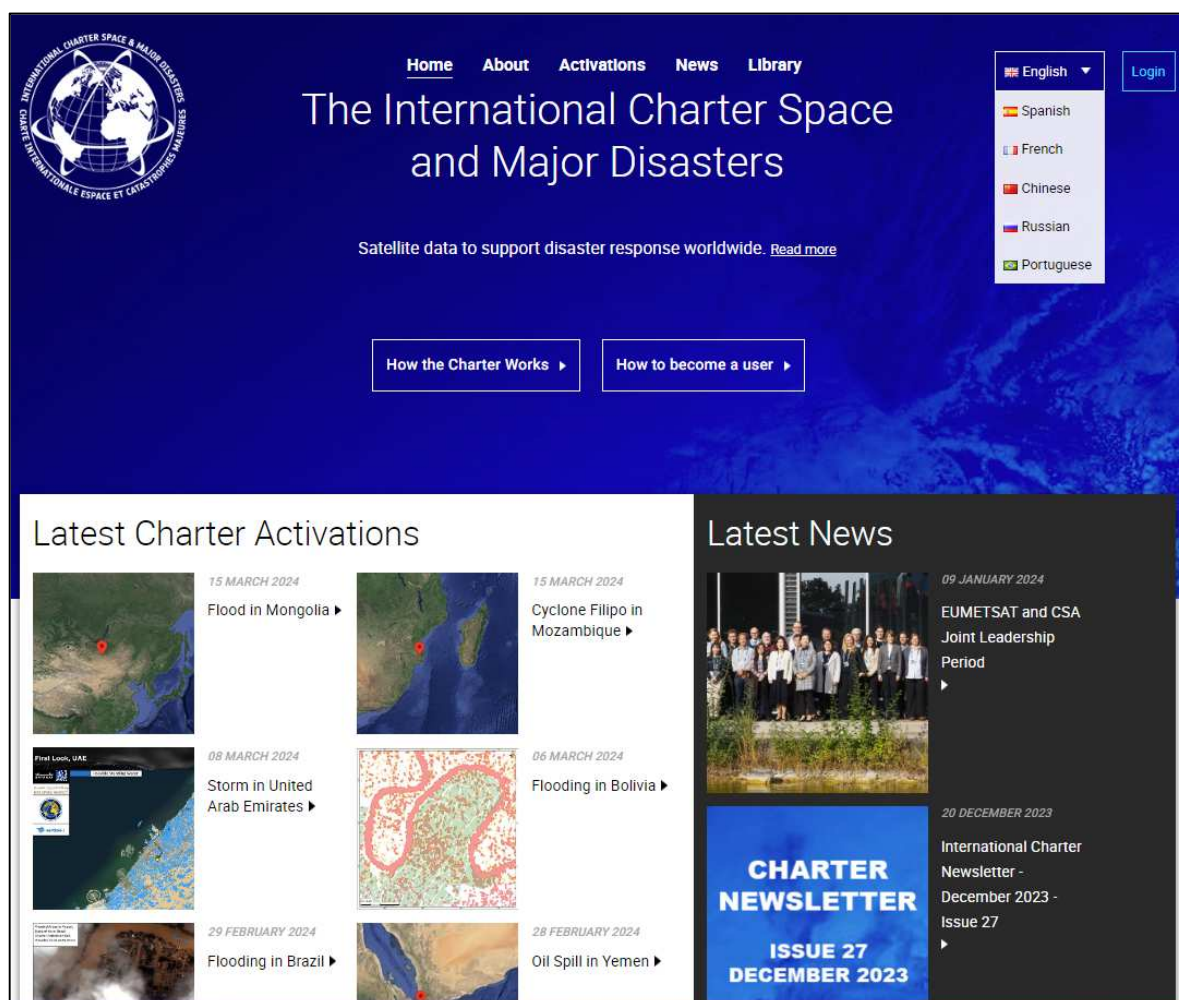 INTERNATIONAL CHARTER SPACE & MAJOR DISASTERS
CHARTE INTERNATIONALE ESPACE ET CATASTROPHES MAJEURES
Home About Activations News Library
English
Login
The International Charter Space
and Major Disasters
Spanish
French
Chinese
Russian
Portuguese
Satellite data to support disaster response worldwide. Read more
How the Charter Works
How to become a user
Latest Charter Activations
15 MARCH 2024
Flood in Mongolia
15 MARCH 2024
Cyclone Filipo in
Mozambique
First Look, UAE
08 MARCH 2024
Storm in United
Arab Emirates
06 MARCH 2024
Flooding in Bolivia
29 FEBRUARY 2024
Flooding in Brazil
28 FEBRUARY 2024
Oil Spill in Yemen
Latest News
09 JANUARY 2024
EUMETSAT and CSA
Joint Leadership
Period
CHARTER
NEWSLETTER
ISSUE 27
DECEMBER 2023
20 DECEMBER 2023
International Charter
Newsletter -
December 2023 -
Issue 27